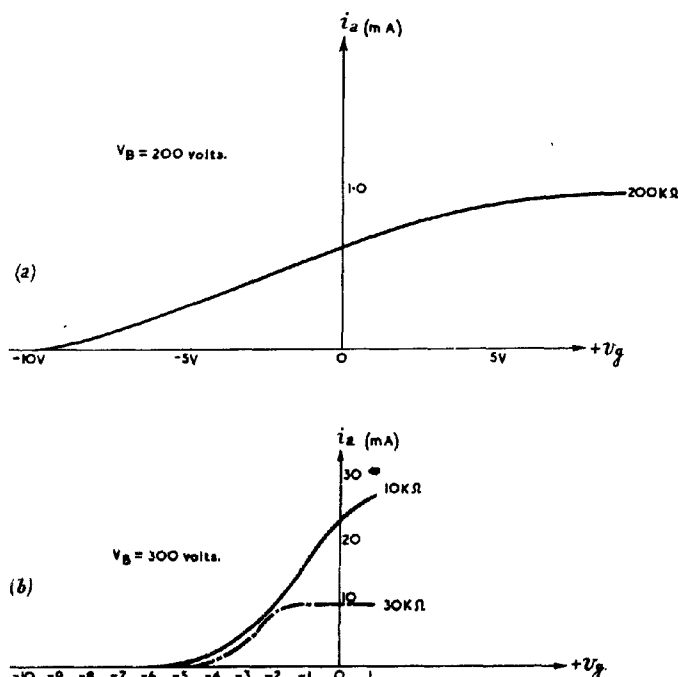 i_a (mA)
V_B = 200 volts.
1·0
200KΩ
(a)
-10V -5V 0 5V +v_g
i_a (mA)
30
10KΩ
20
V_B = 300 volts.
(b)
10
30KΩ
-10 -9 -8 -7 -6 -5 -4 -3 -2 -1 0 1 +v_g